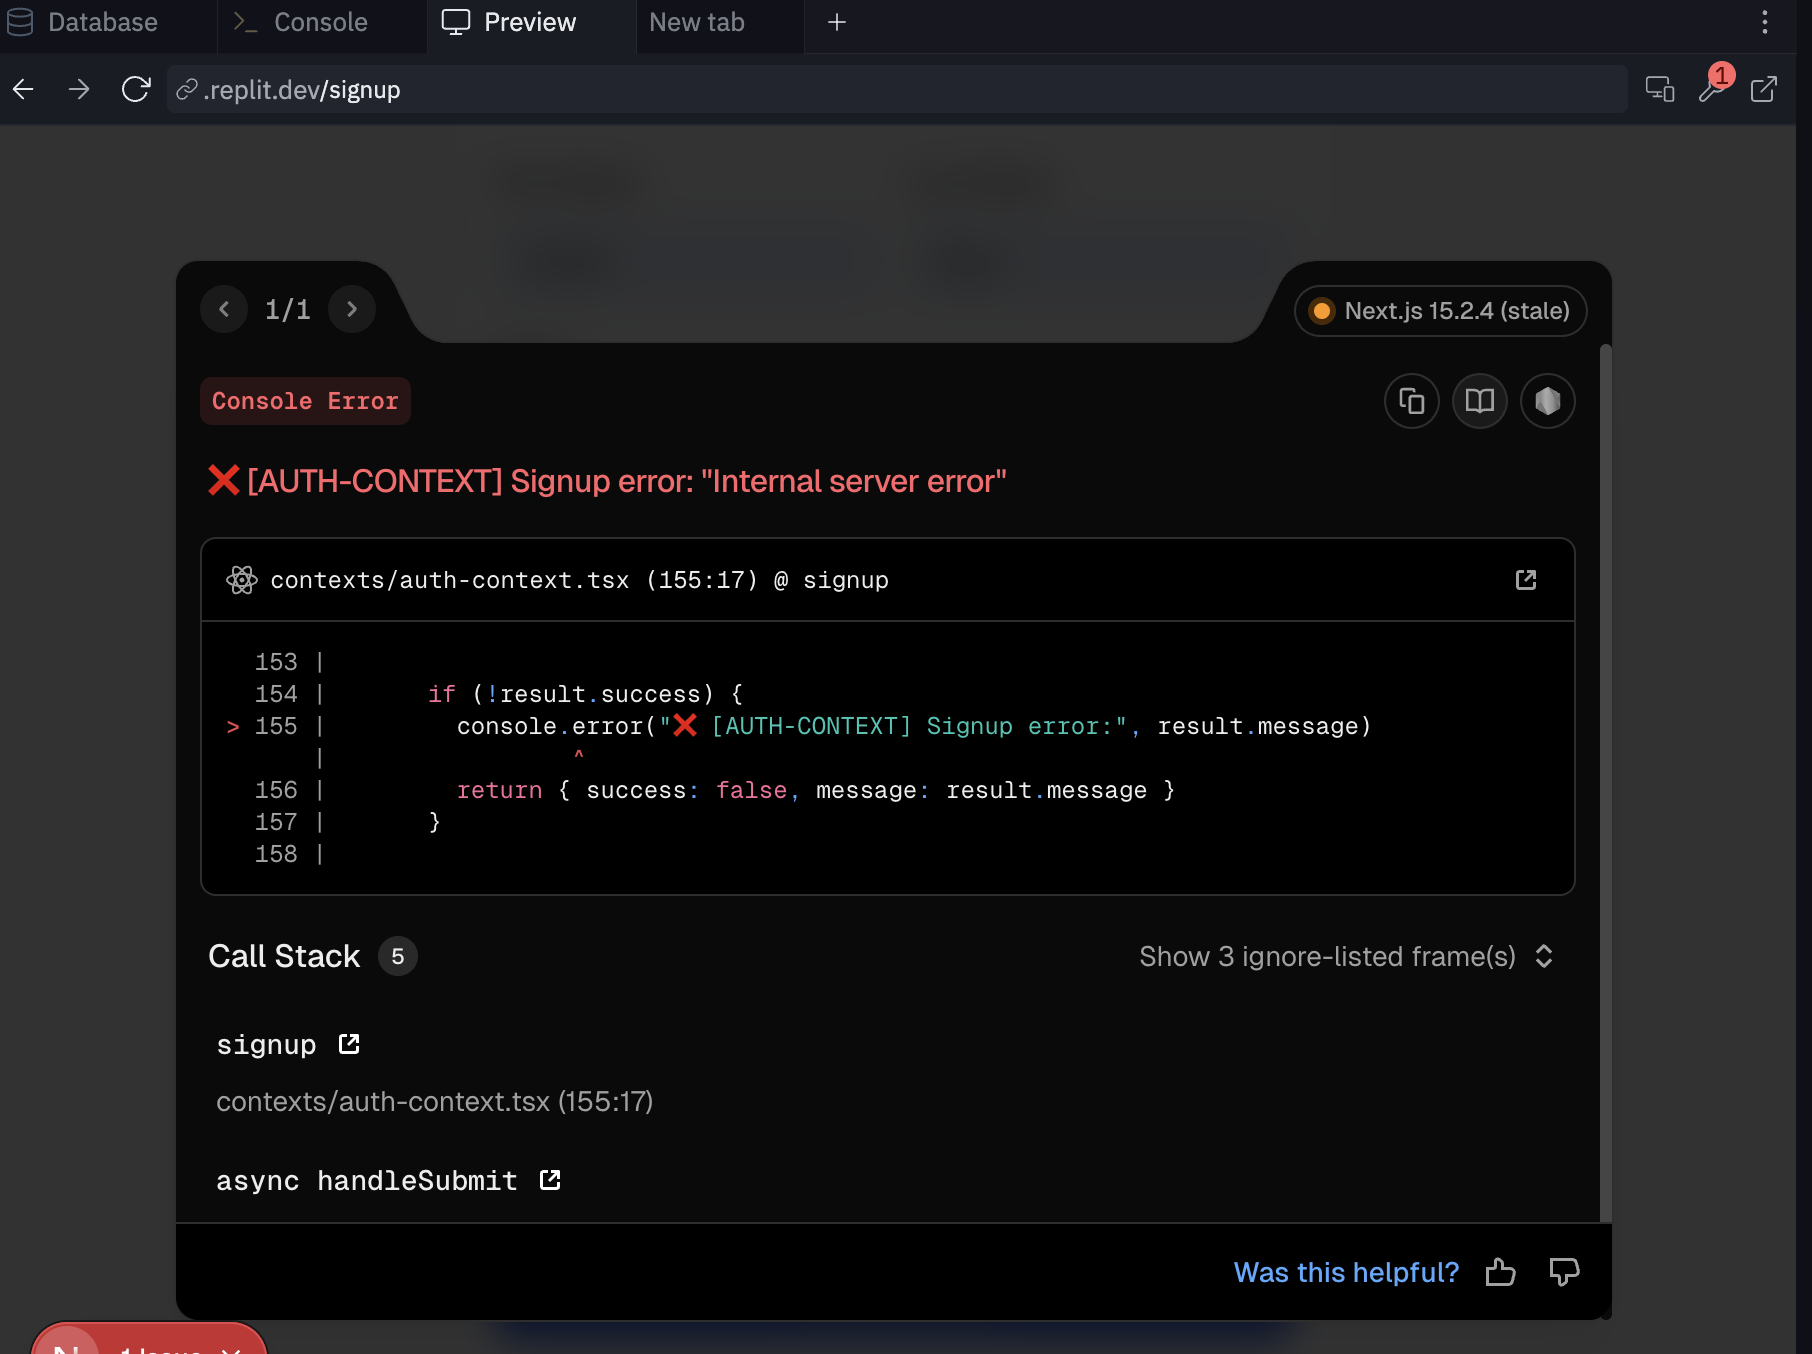 Database
Console
Preview
New tab
.replit.dev/signup
1
1/1
Next.js 15.2.4 (stale)
Console Error
❌ [AUTH-CONTEXT] Signup error: "Internal server error"
contexts/auth-context.tsx (155:17) @ signup
153 |
154 |       if (!result.success) {
> 155 |         console.error("❌ [AUTH-CONTEXT] Signup error:", result.message)
|                 ^
156 |         return { success: false, message: result.message }
157 |       }
158 |
Call Stack 5
Show 3 ignore-listed frame(s)
signup
contexts/auth-context.tsx (155:17)
async handleSubmit
Was this helpful?
1 Issue